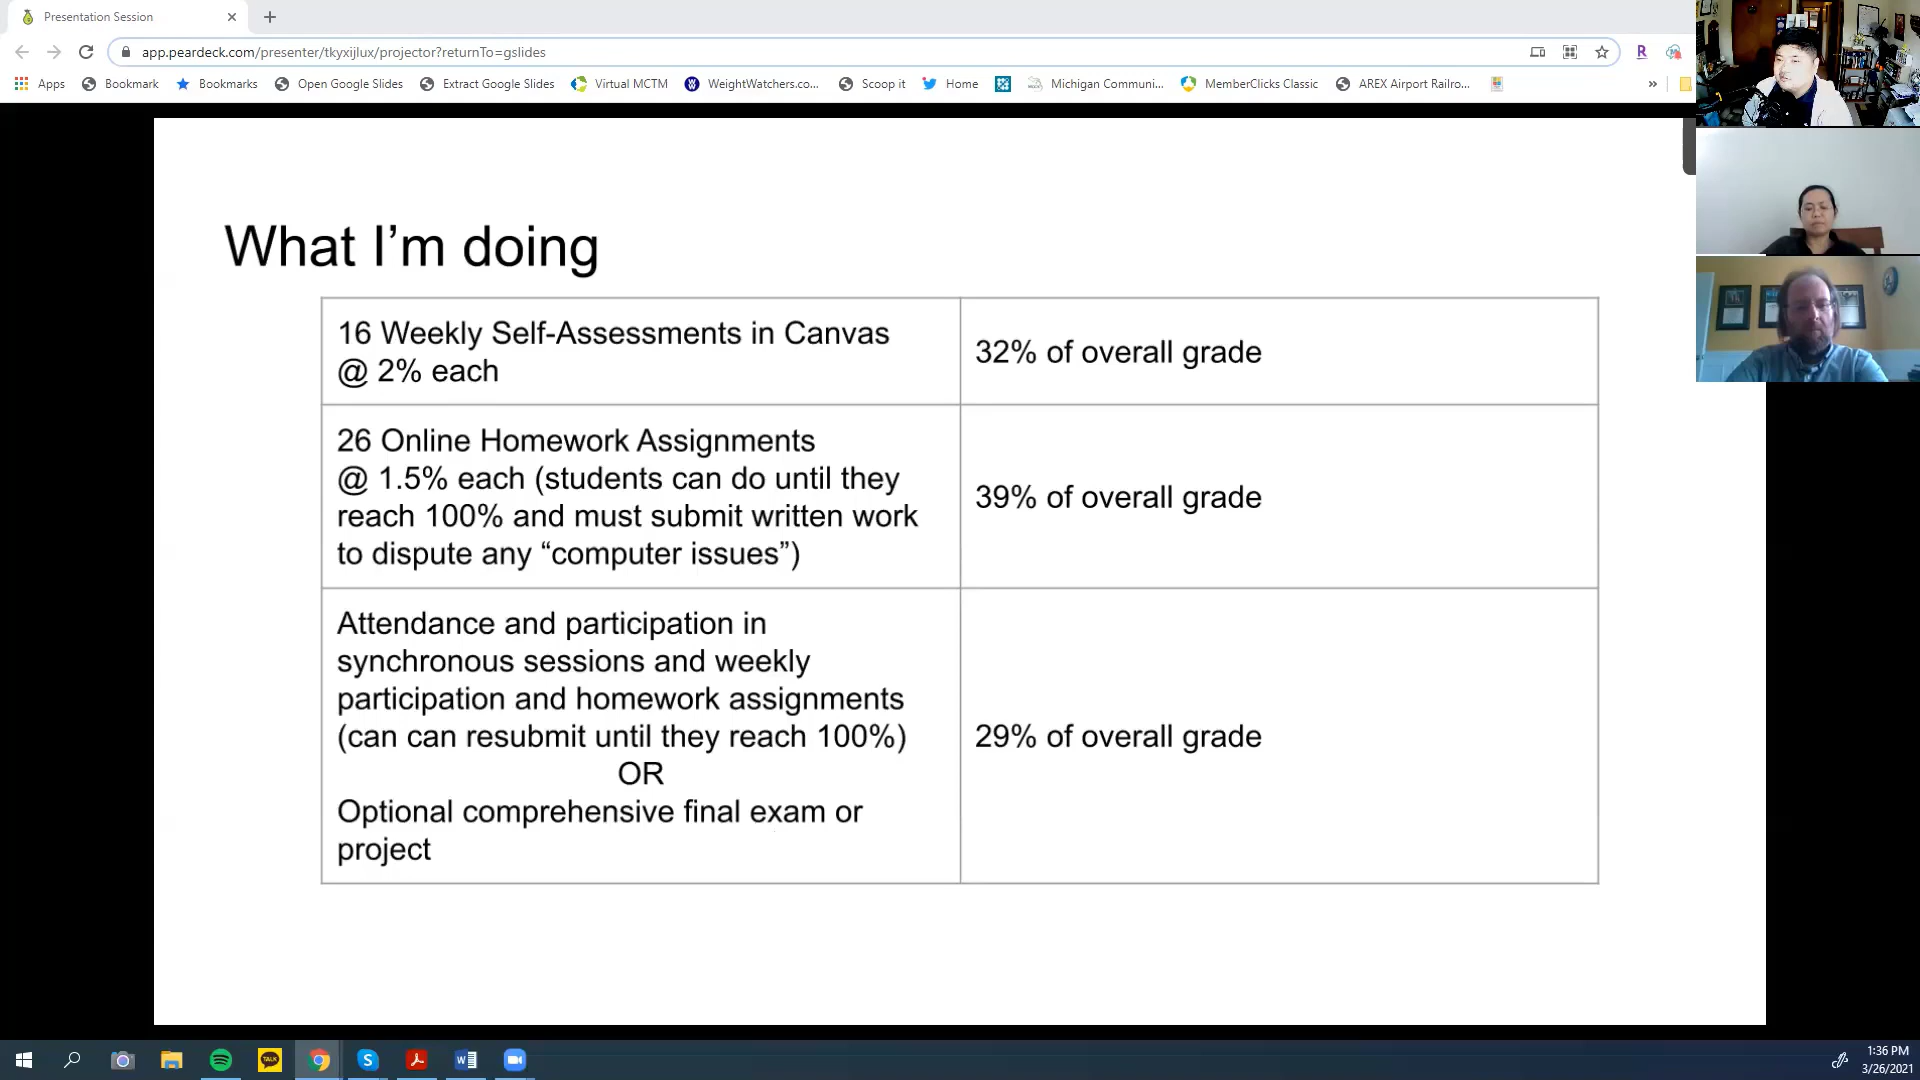 Presentation Session
app.peardeck.com/presenter/tkyxijlux/projector?returnTo=gslides
R
Apps Bookmark Bookmarks Open Google Slides Extract Google Slides Virtual MCTM WeightWatchers.co... Scoop it Home Michigan Communi... MemberClicks Classic AREX Airport Railro... »
What I’m doing
16 Weekly Self-Assessments in Canvas
@ 2% each
32% of overall grade
26 Online Homework Assignments
@ 1.5% each (students can do until they
reach 100% and must submit written work
to dispute any “computer issues”)
39% of overall grade
Attendance and participation in
synchronous sessions and weekly
participation and homework assignments
(can can resubmit until they reach 100%)
OR
Optional comprehensive final exam or
project
29% of overall grade
TALK
1:36 PM
3/26/2021